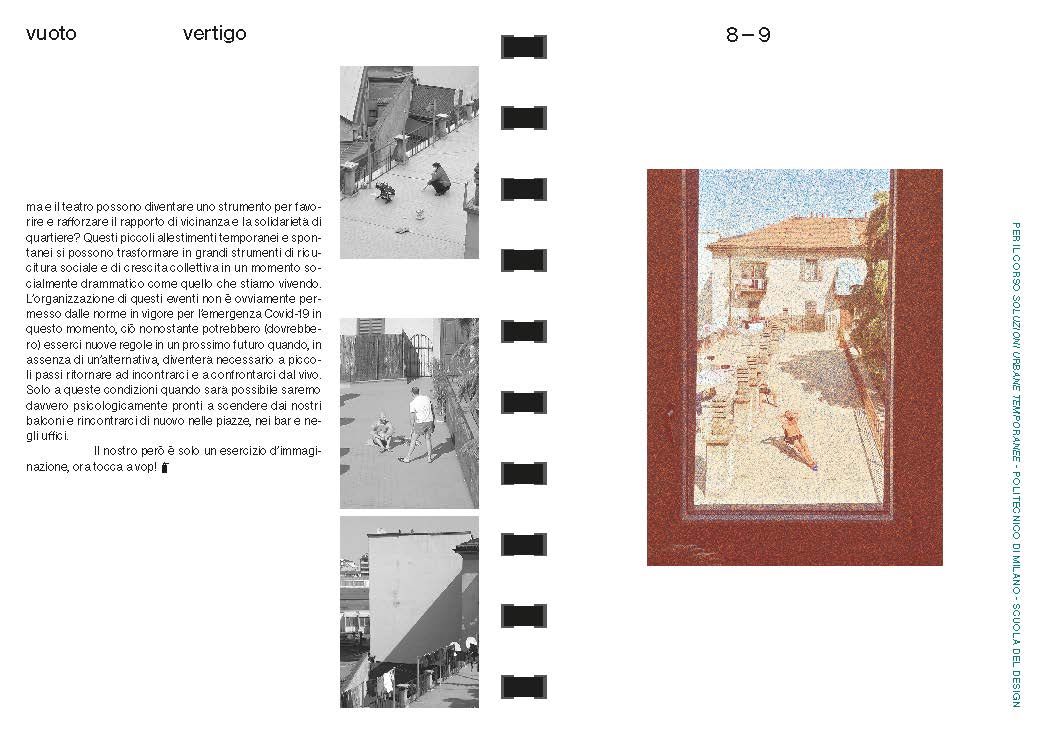 vuoto
vertigo
8–9
ma e il teatro possono diventare uno strumento per favo-
rire e rafforzare il rapporto di vicinanza e la solidarietà di
quartiere? Questi piccoli allestimenti temporanei e spon-
tanei si possono trasformare in grandi strumenti di ricu-
citura sociale e di crescita collettiva in un momento so-
cialmente drammatico come quello che stiamo vivendo.
L'organizzazione di questi eventi non è ovviamente per-
messo dalle norme in vigore per l'emergenza Covid-19 in
questo momento, ciò nonostante potrebbero (dovrebbe-
ro) esserci nuove regole in un prossimo futuro quando, in
assenza di un'alternativa, diventerà necessario a picco-
li passi ritornare ad incontrarci e a confrontarci dal vivo.
Solo a queste condizioni quando sarà possibile saremo
davvero psicologicamente pronti a scendere dai nostri
balconi e rincontrarci di nuovo nelle piazze, nei bar e ne-
gli uffici.
Il nostro però è solo un esercizio d'immagi-
nazione, ora tocca a vop!
PER IL CORSO SOLUZIONI URBANE TEMPORANEE - POLITECNICO DI MILANO - SCUOLA DEL DESIGN